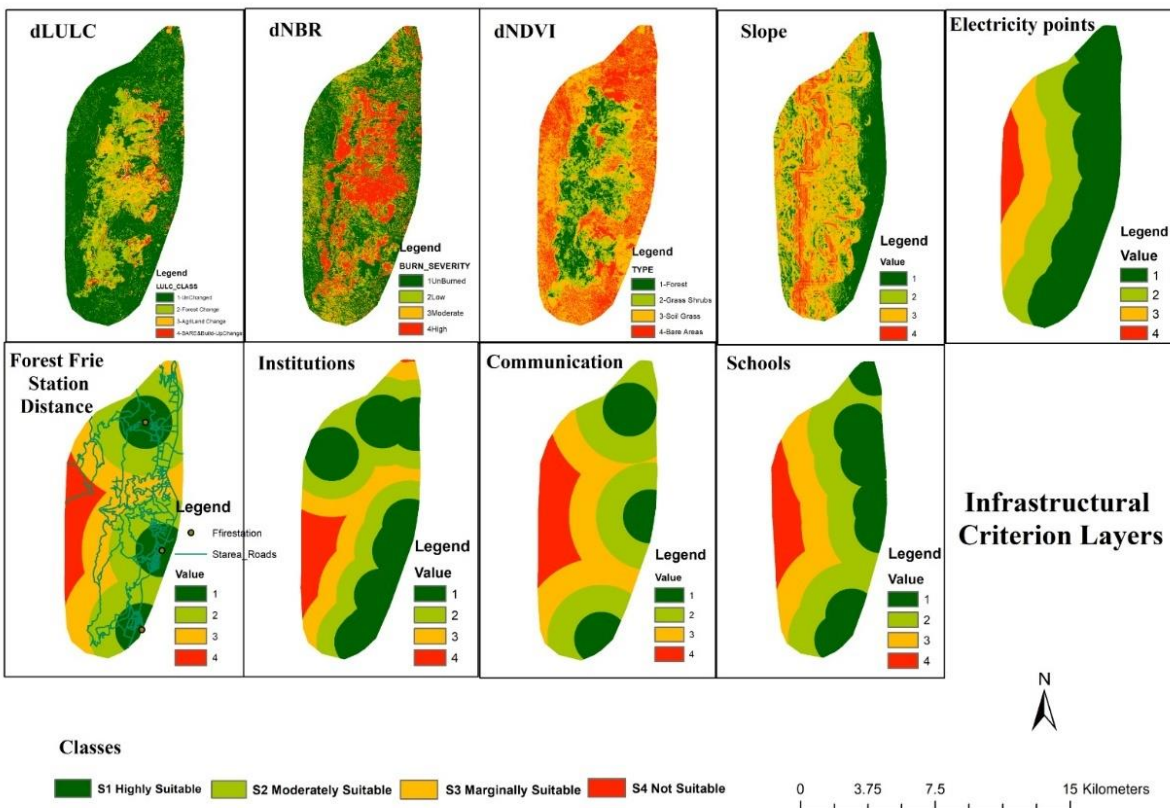 dLULC
Legend
LULC_CLASS
1-UnChanged
2-Forest Change
3-AgriLand Change
4-BARE&Build-UpChange
dNBR
Legend
BURN_SEVERITY
1UnBurned
2Low
3Moderate
4High
dNDVI
Legend
TYPE
1-Forest
2-Grass Shrubs
3-Soil Grass
4-Bare Areas
Slope
Legend
Value
1
2
3
4
Electricity points
Legend
Value
1
2
3
4
Forest Frie
Station
Distance
Legend
Ffirestation
Starea_Roads
Value
1
2
3
4
Institutions
Legend
Value
1
2
3
4
Communication
Legend
Value
1
2
3
4
Schools
Legend
Value
1
2
3
4
Infrastructural
Criterion Layers
N
Classes
S1 Highly Suitable S2 Moderately Suitable S3 Marginally Suitable S4 Not Suitable
0 3.75 7.5 15 Kilometers